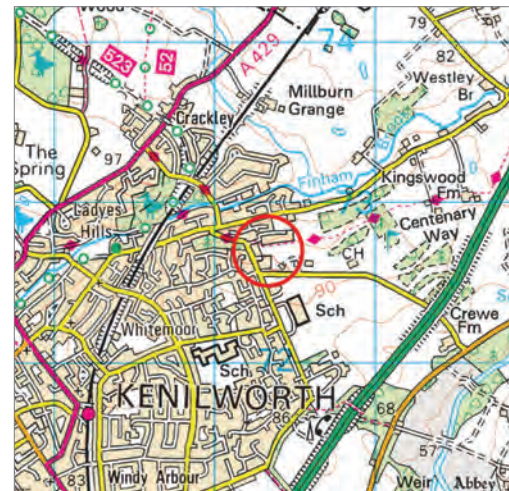 Wood
74
79
82
Westley
Br
523
52
A 429
Millburn
Grange
Crackley
The
Spring
97
Finham
Brook
Kingswood
Fm
Ladyes
Hills
Centenary
Way
CH
90
Crewe
Fm
Sch
Whitemoor
72
Sch
KENILWORTH
86
68
57
83
Windy Arbour
Weir
Abbey